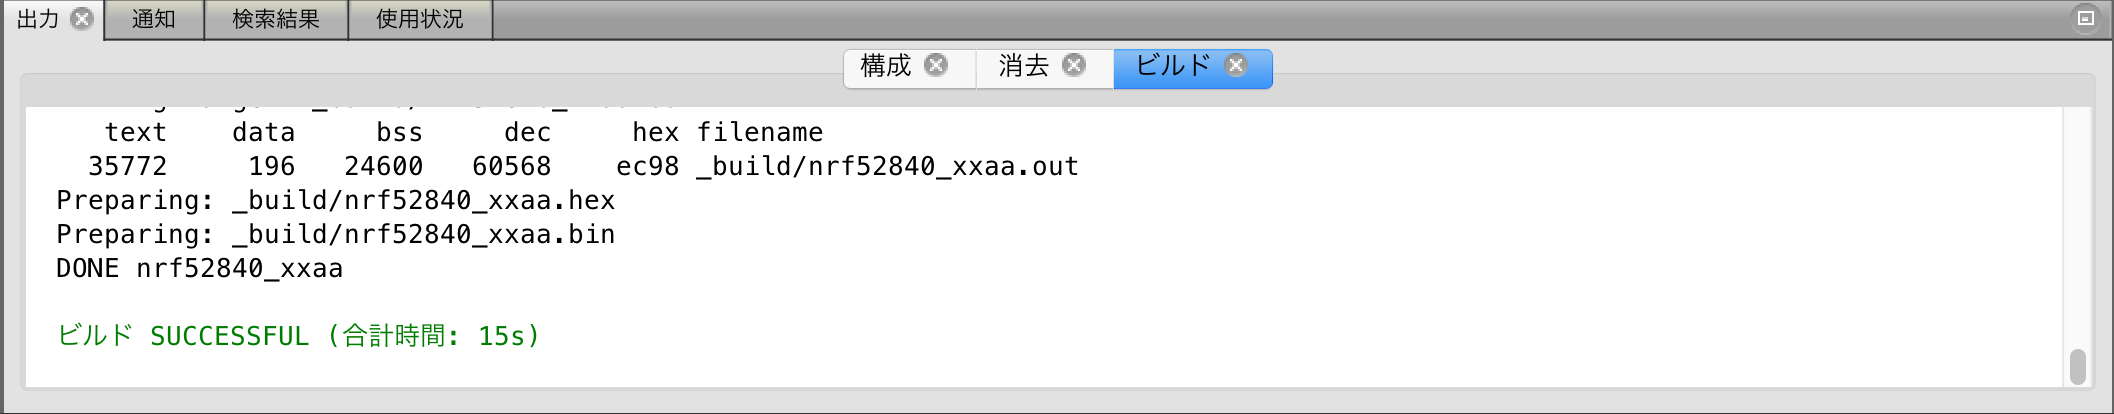 出力 通知 検索結果 使用状況
構成 消去 ビルド
text data bss dec hex filename
35772 196 24600 60568 ec98 _build/nrf52840_xxaa.out
Preparing: _build/nrf52840_xxaa.hex
Preparing: _build/nrf52840_xxaa.bin
DONE nrf52840_xxaa
ビルド SUCCESSFUL (合計時間: 15s)